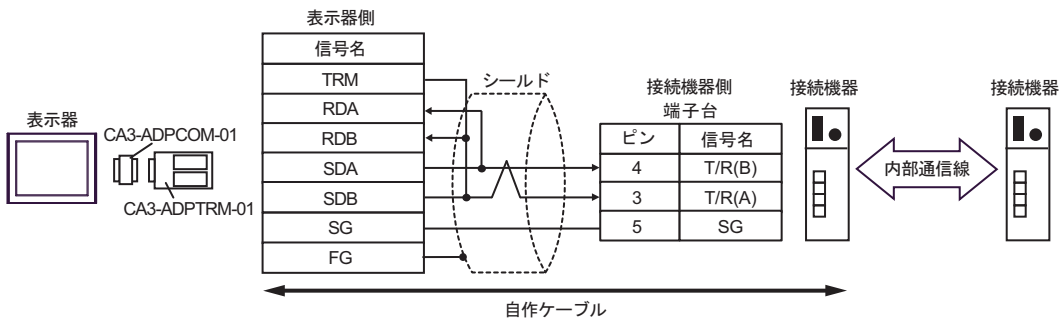 表示器側
信号名
TRM
RDA
RDB
SDA
SDB
SG
FG
表示器
CA3-ADPCOM-01
CA3-ADPTRM-01
シールド
接続機器側
端子台
ピン 信号名
4 T/R(B)
3 T/R(A)
5 SG
接続機器
内部通信線
接続機器
自作ケーブル